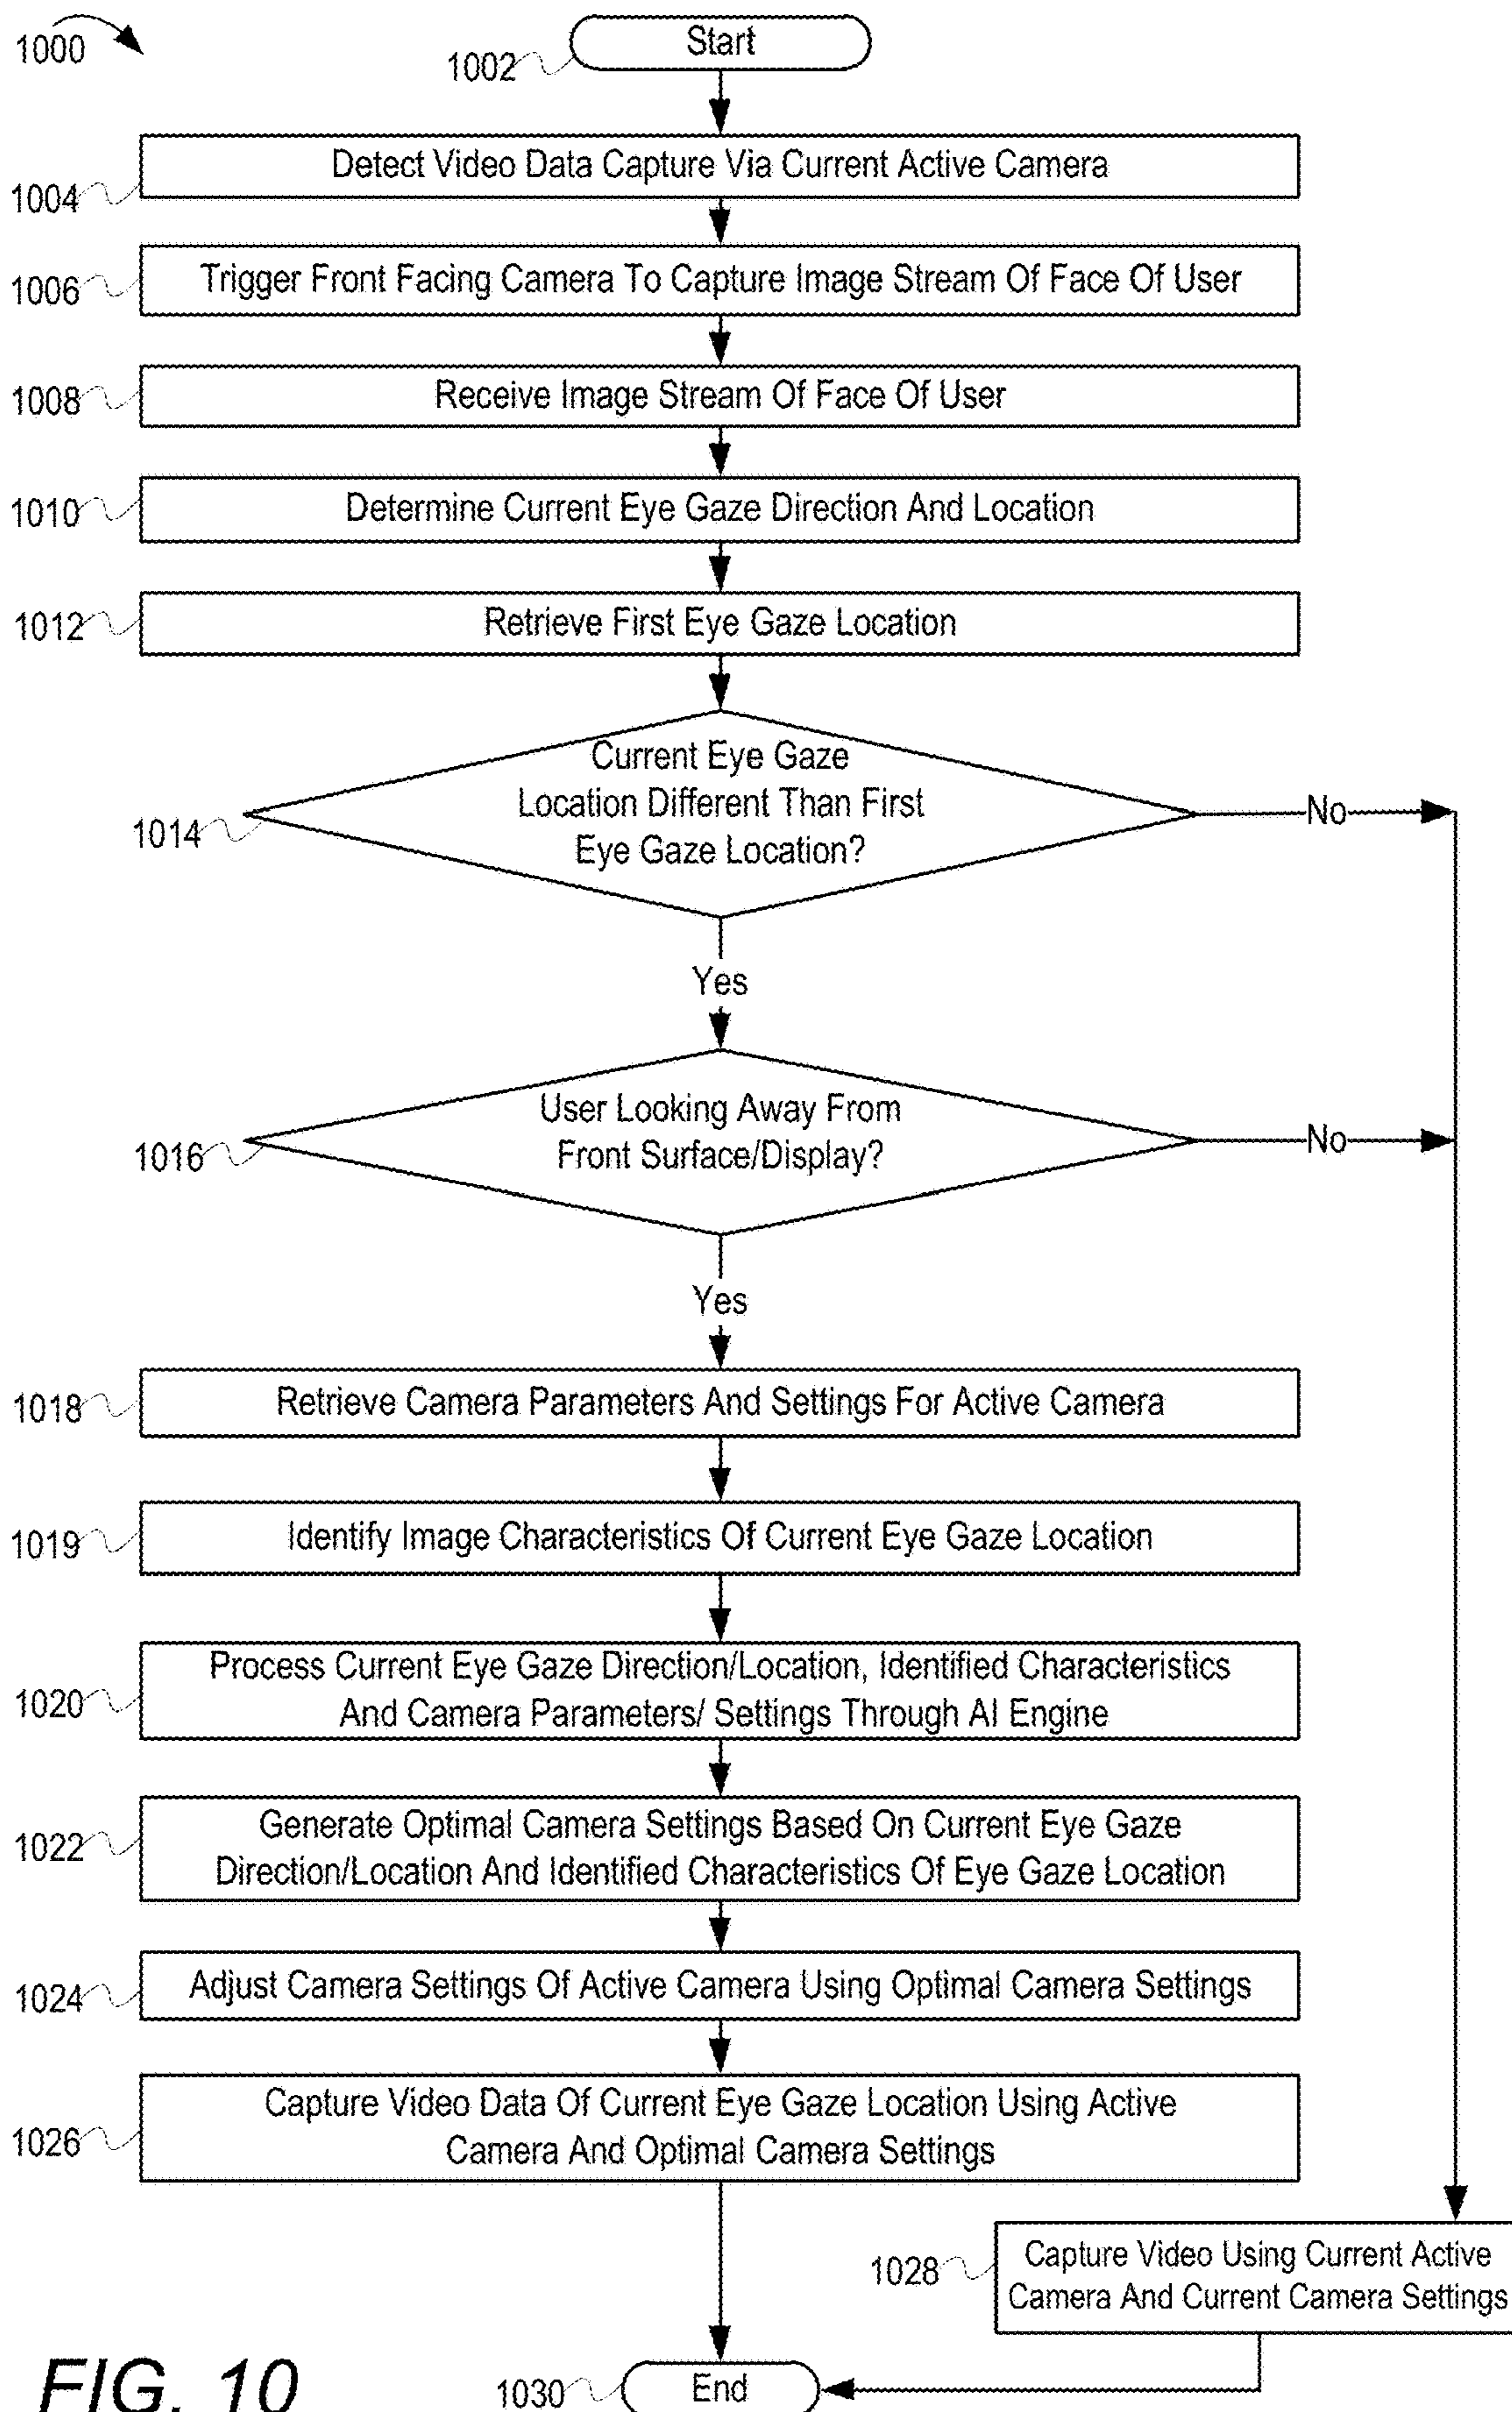 1000
Start
1002
Detect Video Data Capture Via Current Active Camera
1004
Trigger Front Facing Camera To Capture Image Stream Of Face Of User
1006
Receive Image Stream Of Face Of User
1008
Determine Current Eye Gaze Direction And Location
1010
Retrieve First Eye Gaze Location
1012
Current Eye Gaze
Location Different Than First
Eye Gaze Location?
1014
No
Yes
User Looking Away From
Front Surface/Display?
1016
No
Yes
Retrieve Camera Parameters And Settings For Active Camera
1018
Identify Image Characteristics Of Current Eye Gaze Location
1019
Process Current Eye Gaze Direction/Location, Identified Characteristics
And Camera Parameters/ Settings Through AI Engine
1020
Generate Optimal Camera Settings Based On Current Eye Gaze
Direction/Location And Identified Characteristics Of Eye Gaze Location
1022
Adjust Camera Settings Of Active Camera Using Optimal Camera Settings
1024
Capture Video Data Of Current Eye Gaze Location Using Active
Camera And Optimal Camera Settings
1026
Capture Video Using Current Active
Camera And Current Camera Settings
1028
End
1030
FIG. 10